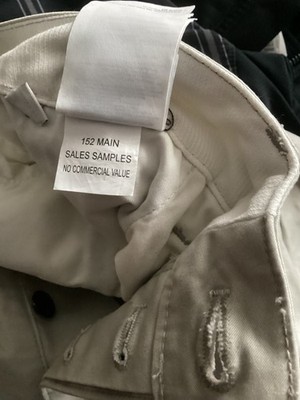 152 MAIN
SALES SAMPLES
NO COMMERCIAL VALUE